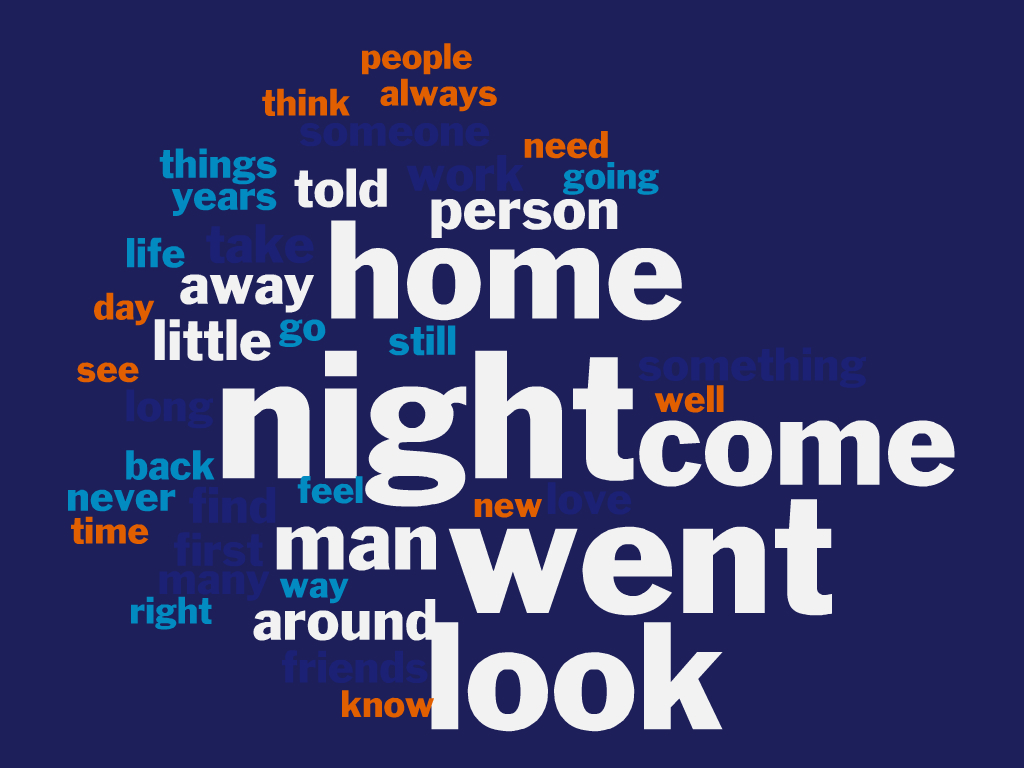 people
think always
someone
need
things work going
years told person
life take home
away
day
little go still
see night something
long well
come
back
never find feel new love
time man went
first
many way
right around
friends look
know